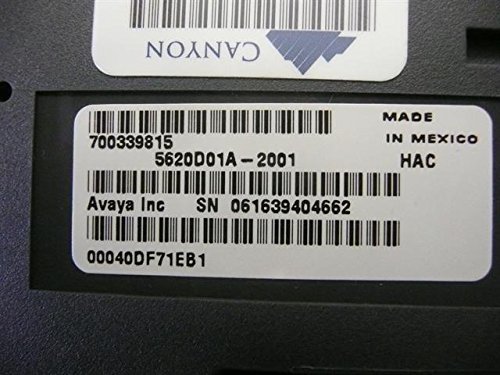 CANYON
MADE
IN MEXICO
700339815
5620D01A-2001
HAC
Avaya Inc SN 061639404662
00040DF71EB1